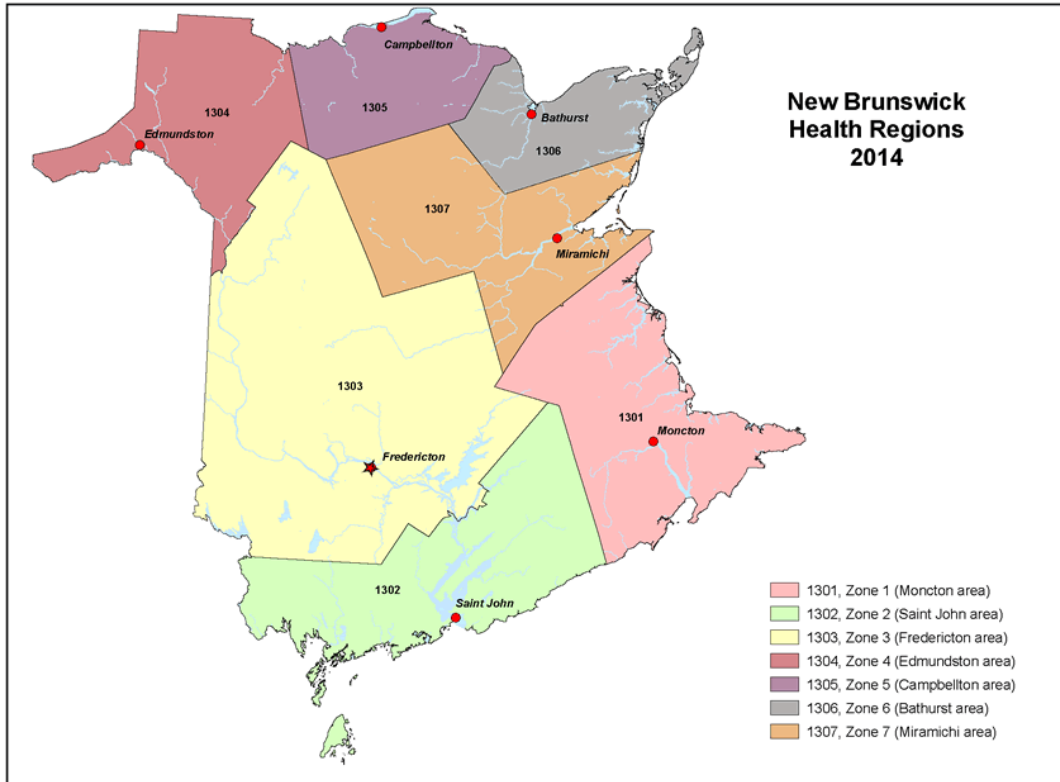 New Brunswick
Health Regions
2014
Campbellton
1305
1304
Edmundston
Bathurst
1306
1307
Miramichi
1303
1301
Moncton
Fredericton
1302
Saint John
1301, Zone 1 (Moncton area)
1302, Zone 2 (Saint John area)
1303, Zone 3 (Fredericton area)
1304, Zone 4 (Edmundston area)
1305, Zone 5 (Campbellton area)
1306, Zone 6 (Bathurst area)
1307, Zone 7 (Miramichi area)